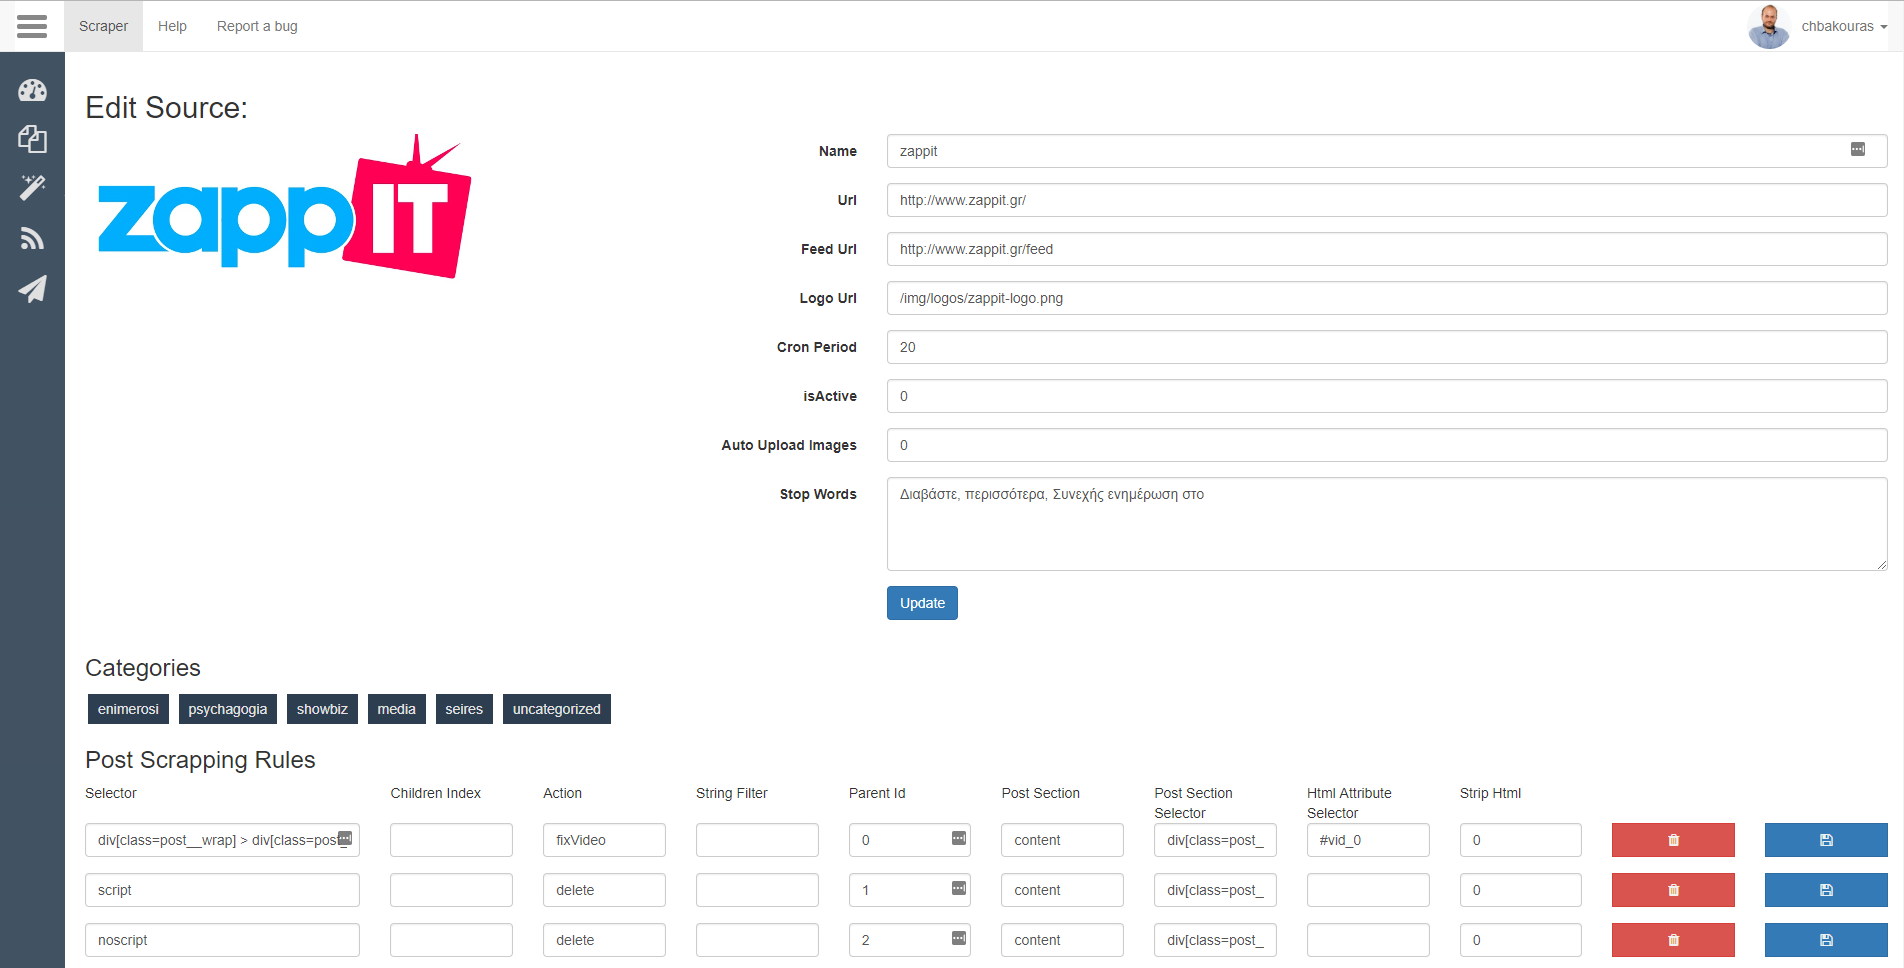 Scraper Help Report a bug chbakouras
Edit Source:
zappIT
Name zappit
Url http://www.zappit.gr/
Feed Url http://www.zappit.gr/feed
Logo Url /img/logos/zappit-logo.png
Cron Period 20
isActive 0
Auto Upload Images 0
Stop Words Διαβάστε, περισσότερα, Συνεχής ενημέρωση στο
Update
Categories
enimerosi psychagogia showbiz media seires uncategorized
Post Scrapping Rules
Selector Children Index Action String Filter Parent Id Post Section Post Section Selector Html Attribute Selector Strip Html
div[class=post__wrap] > div[class=post_ fixVideo 0 content div[class=post_ #vid_0 0
script delete 1 content div[class=post_ 0
noscript delete 2 content div[class=post_ 0